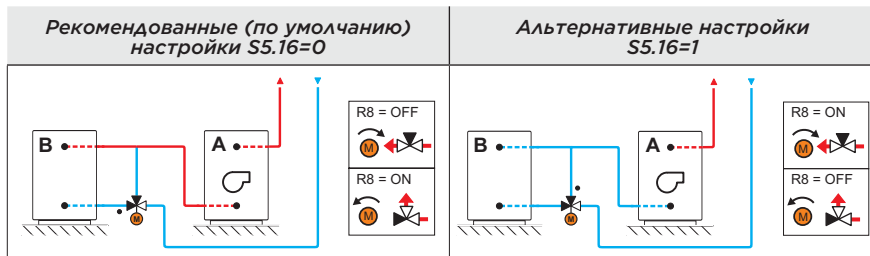 Рекомендованные (по умолчанию)
настройки S5.16=0
Альтернативные настройки
S5.16=1
B
A
M
R8 = OFF
M
R8 = ON
M
B
A
M
R8 = ON
M
R8 = OFF
M